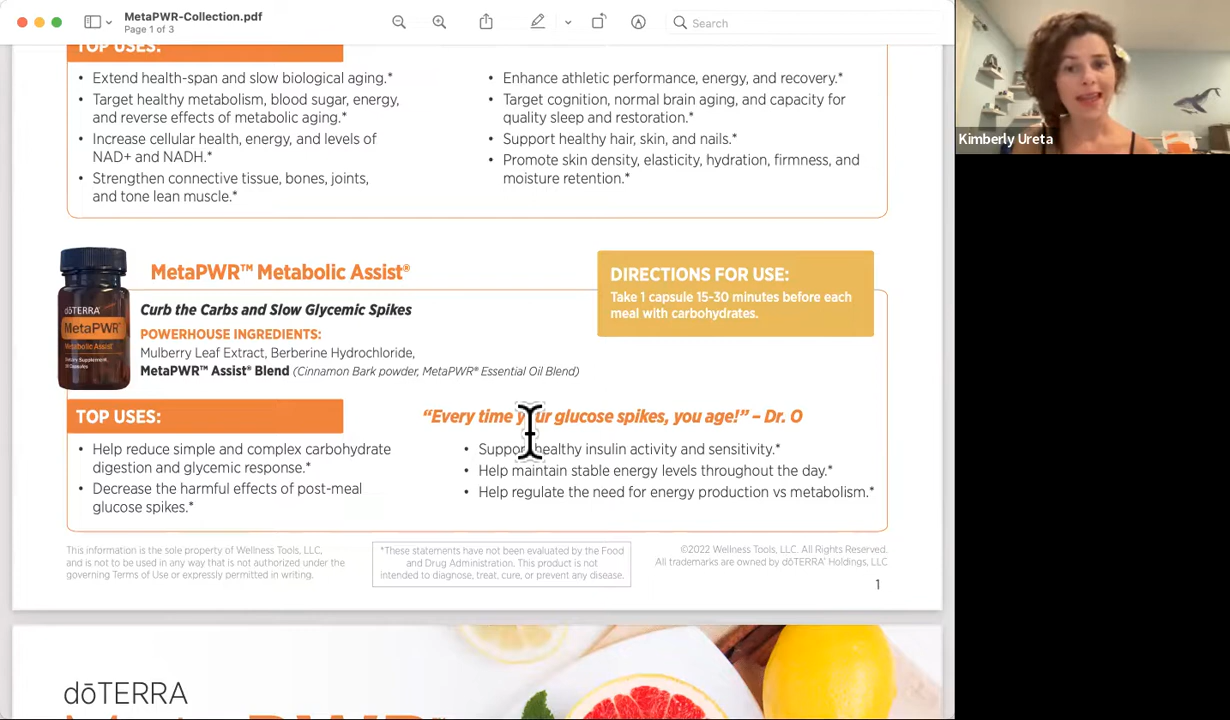 MetaPWR-Collection.pdf
Page 1 of 3
Search
Kimberly Ureta
TOP USES:
• Extend health-span and slow biological aging.*
• Target healthy metabolism, blood sugar, energy,
and reverse effects of metabolic aging.*
• Increase cellular health, energy, and levels of
NAD+ and NADH.*
• Strengthen connective tissue, bones, joints,
and tone lean muscle.*
• Enhance athletic performance, energy, and recovery.*
• Target cognition, normal brain aging, and capacity for
quality sleep and restoration.*
• Support healthy hair, skin, and nails.*
• Promote skin density, elasticity, hydration, firmness, and
moisture retention.*
dōTERRA
MetaPWR
Metabolic Assist
MetaPWR™ Metabolic Assist®
Curb the Carbs and Slow Glycemic Spikes
POWERHOUSE INGREDIENTS:
Mulberry Leaf Extract, Berberine Hydrochloride,
MetaPWR™ Assist® Blend (Cinnamon Bark powder, MetaPWR® Essential Oil Blend)
DIRECTIONS FOR USE:
Take 1 capsule 15-30 minutes before each
meal with carbohydrates.
TOP USES:
• Help reduce simple and complex carbohydrate
digestion and glycemic response.*
• Decrease the harmful effects of post-meal
glucose spikes.*
“Every time your glucose spikes, you age!” – Dr. O
• Support healthy insulin activity and sensitivity.*
• Help maintain stable energy levels throughout the day.*
• Help regulate the need for energy production vs metabolism.*
This information is the sole property of Wellness Tools, LLC,
and is not to be used in any way that is not authorized under the
governing Terms of Use or expressly permitted in writing.
*These statements have not been evaluated by the Food
and Drug Administration. This product is not
intended to diagnose, treat, cure, or prevent any disease.
©2022 Wellness Tools, LLC. All Rights Reserved.
All trademarks are owned by dōTERRA® Holdings, LLC
1
dōTERRA
MetaPWR